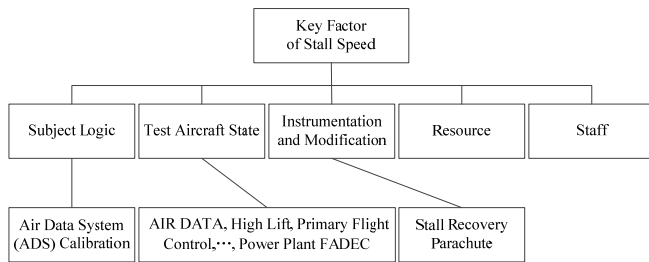 Key Factor
of Stall Speed
Subject Logic
Test Aircraft State
Instrumentation
and Modification
Resource
Staff
Air Data System
(ADS) Calibration
AIR DATA, High Lift, Primary Flight
Control,···, Power Plant FADEC
Stall Recovery
Parachute